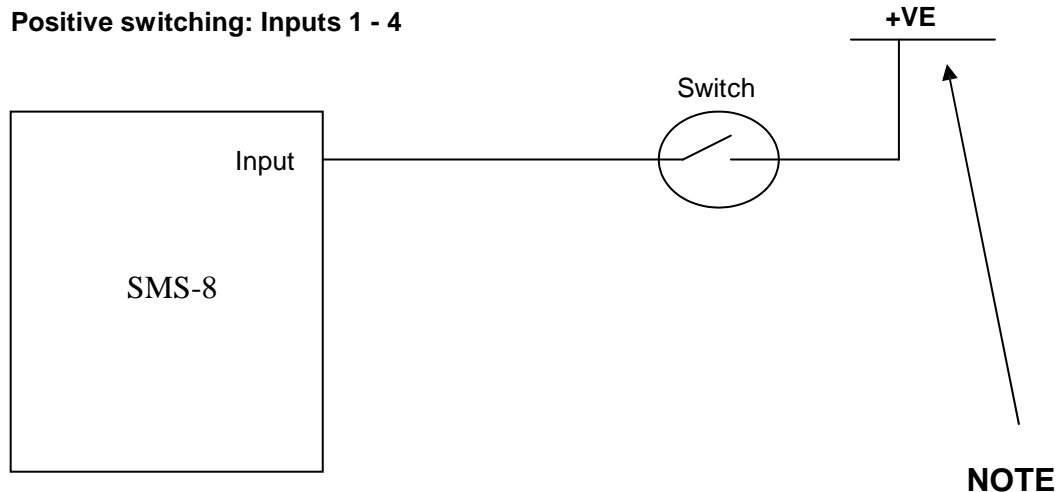 Positive switching: Inputs 1 - 4
+VE
Switch
Input
SMS-8
NOTE